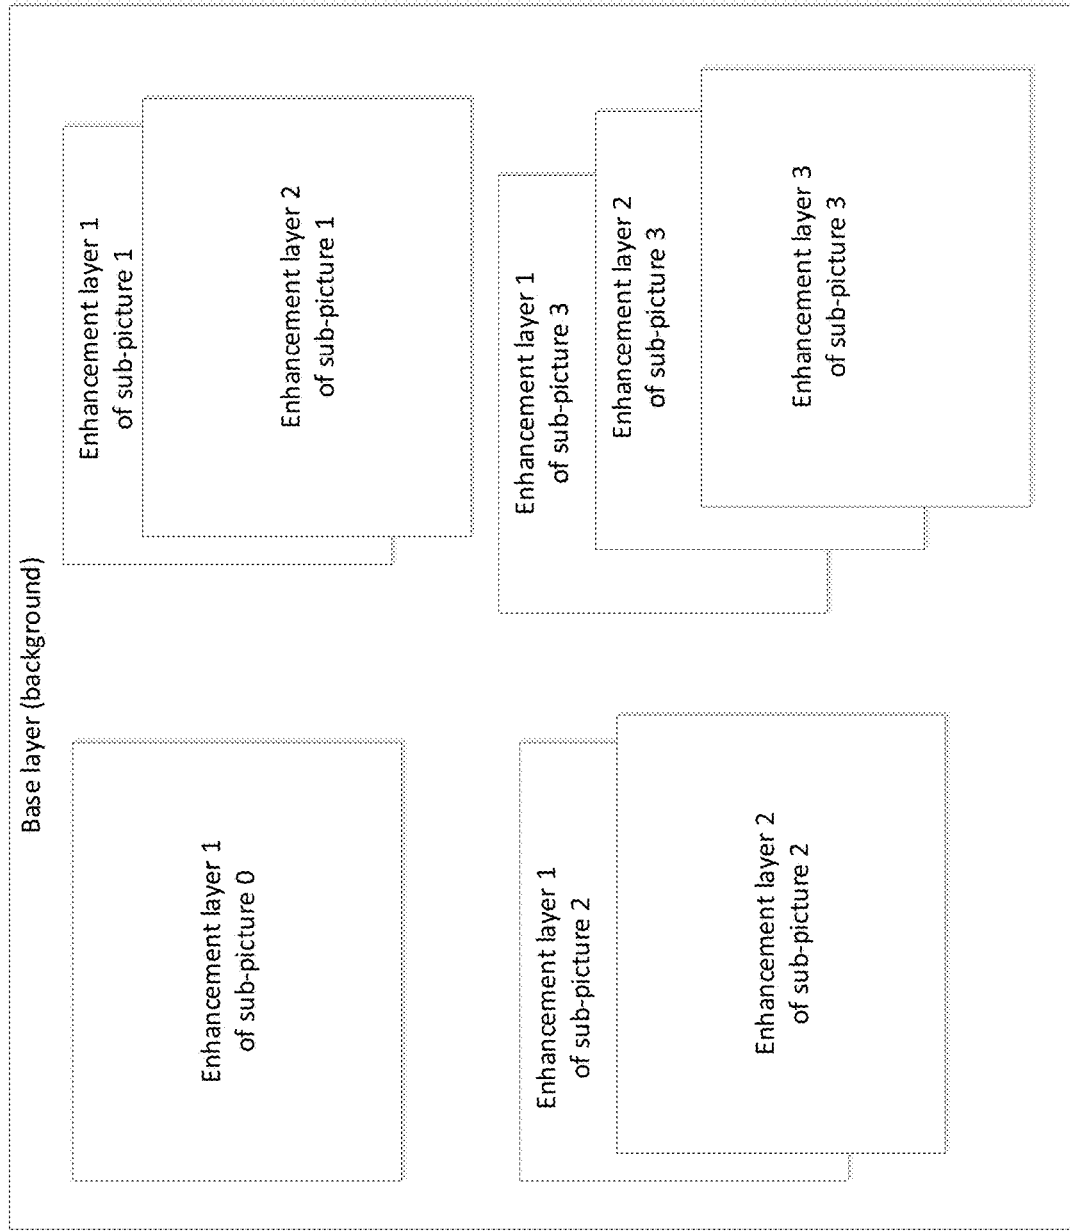 Base layer (background)
Enhancement layer 1
of sub-picture 0
Enhancement layer 1
of sub-picture 1
Enhancement layer 2
of sub-picture 1
Enhancement layer 1
of sub-picture 2
Enhancement layer 2
of sub-picture 2
Enhancement layer 1
of sub-picture 3
Enhancement layer 2
of sub-picture 3
Enhancement layer 3
of sub-picture 3